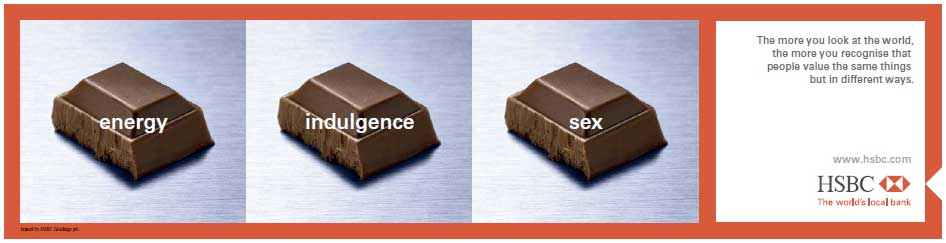 energy
indulgence
sex
The more you look at the world,
the more you recognise that
people value the same things
but in different ways.
www.hsbc.com
HSBC
The world's local bank
Issued by HSBC Holdings plc.